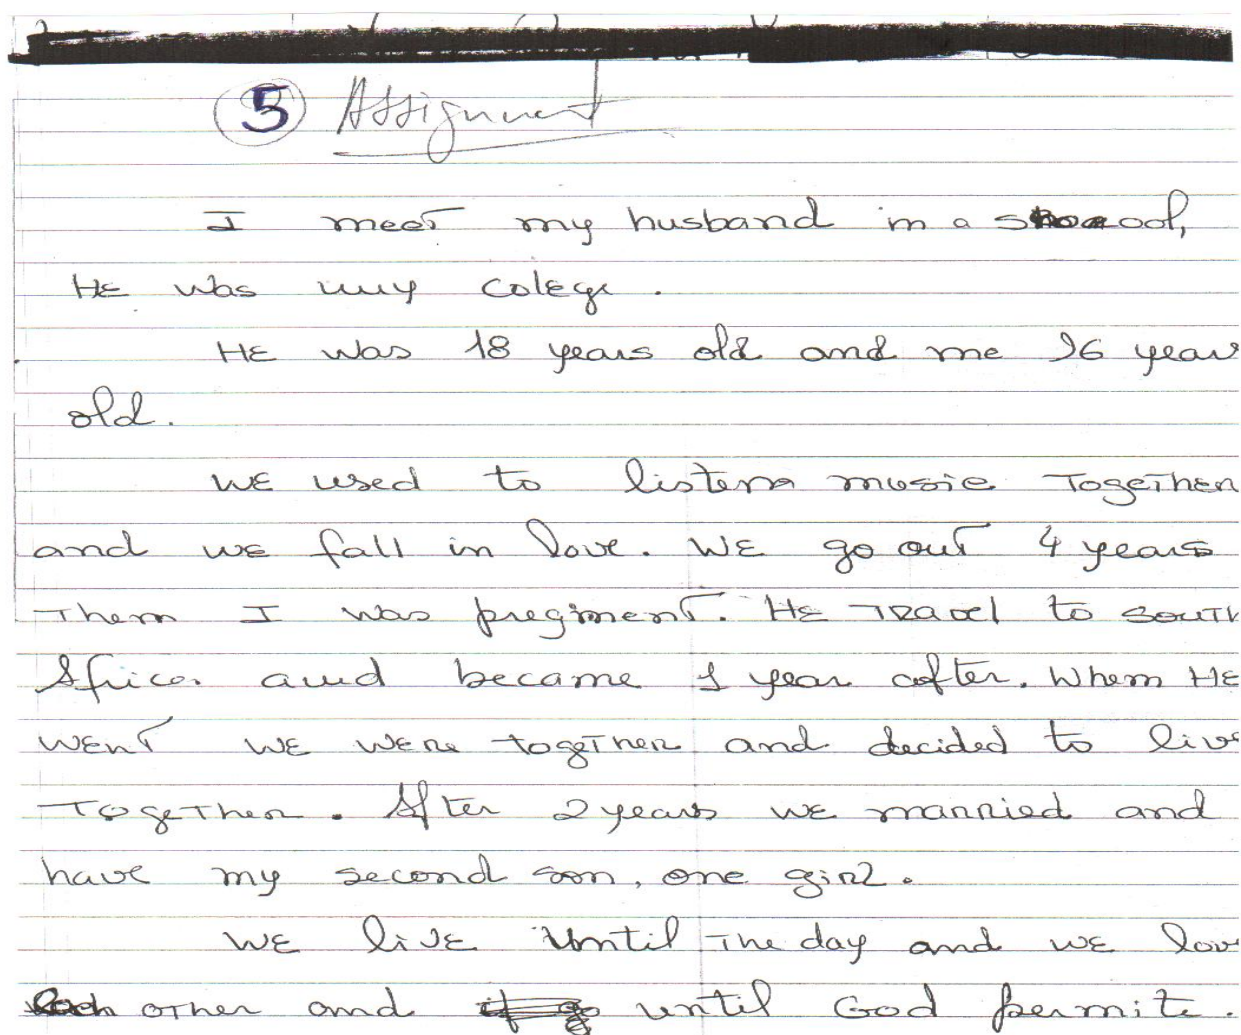 5 Assignment
I meet my husband in a school,
HE was my colege.
HE was 18 years old and me 16 year
old.
WE used to listem music Together
and we fall in love. WE go out 4 years
Them I was pregment. HE TRavel to south
Africa and became 1 year after. Whem HE
wenT we were together and decided to live
Together. After 2 years we married and
have my second son, one girl.
WE liVE Until The day and we love
each other and until God permite.